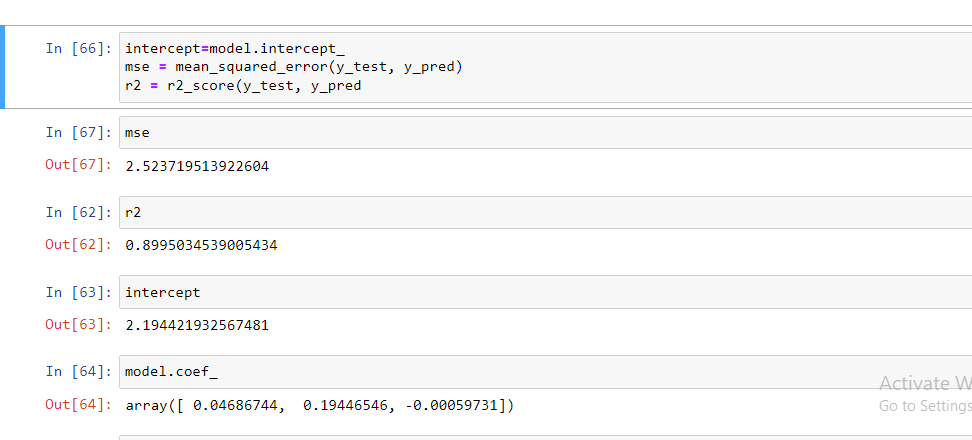 In [66]: intercept=model.intercept_
mse = mean_squared_error(y_test, y_pred)
r2 = r2_score(y_test, y_pred
In [67]: mse
Out[67]: 2.523719513922604
In [62]: r2
Out[62]: 0.8995034539005434
In [63]: intercept
Out[63]: 2.194421932567481
In [64]: model.coef_
Activate W
Out[64]: array([ 0.04686744,  0.19446546, -0.00059731])
Go to Settings